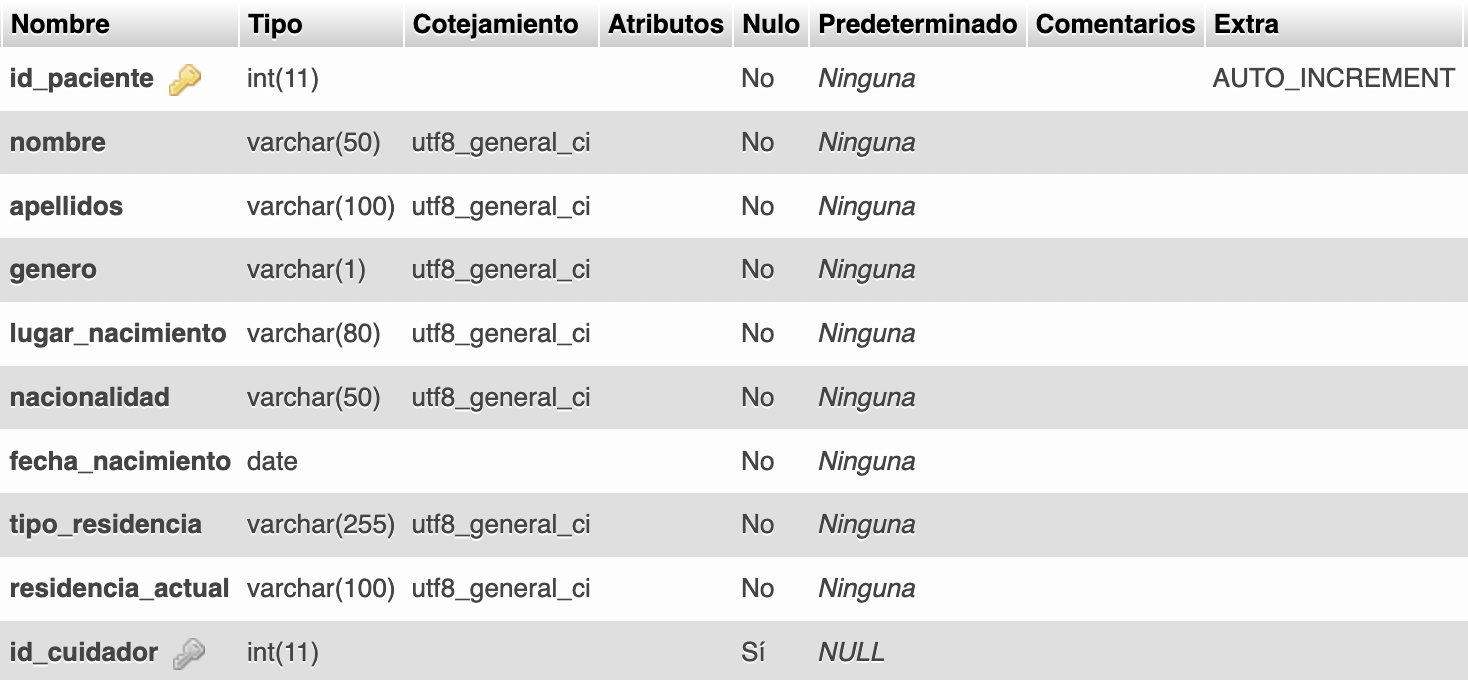 Nombre Tipo Cotejamiento Atributos Nulo Predeterminado Comentarios Extra
id_paciente int(11) No Ninguna AUTO_INCREMENT
nombre varchar(50) utf8_general_ci No Ninguna
apellidos varchar(100) utf8_general_ci No Ninguna
genero varchar(1) utf8_general_ci No Ninguna
lugar_nacimiento varchar(80) utf8_general_ci No Ninguna
nacionalidad varchar(50) utf8_general_ci No Ninguna
fecha_nacimiento date No Ninguna
tipo_residencia varchar(255) utf8_general_ci No Ninguna
residencia_actual varchar(100) utf8_general_ci No Ninguna
id_cuidador int(11) Sí NULL